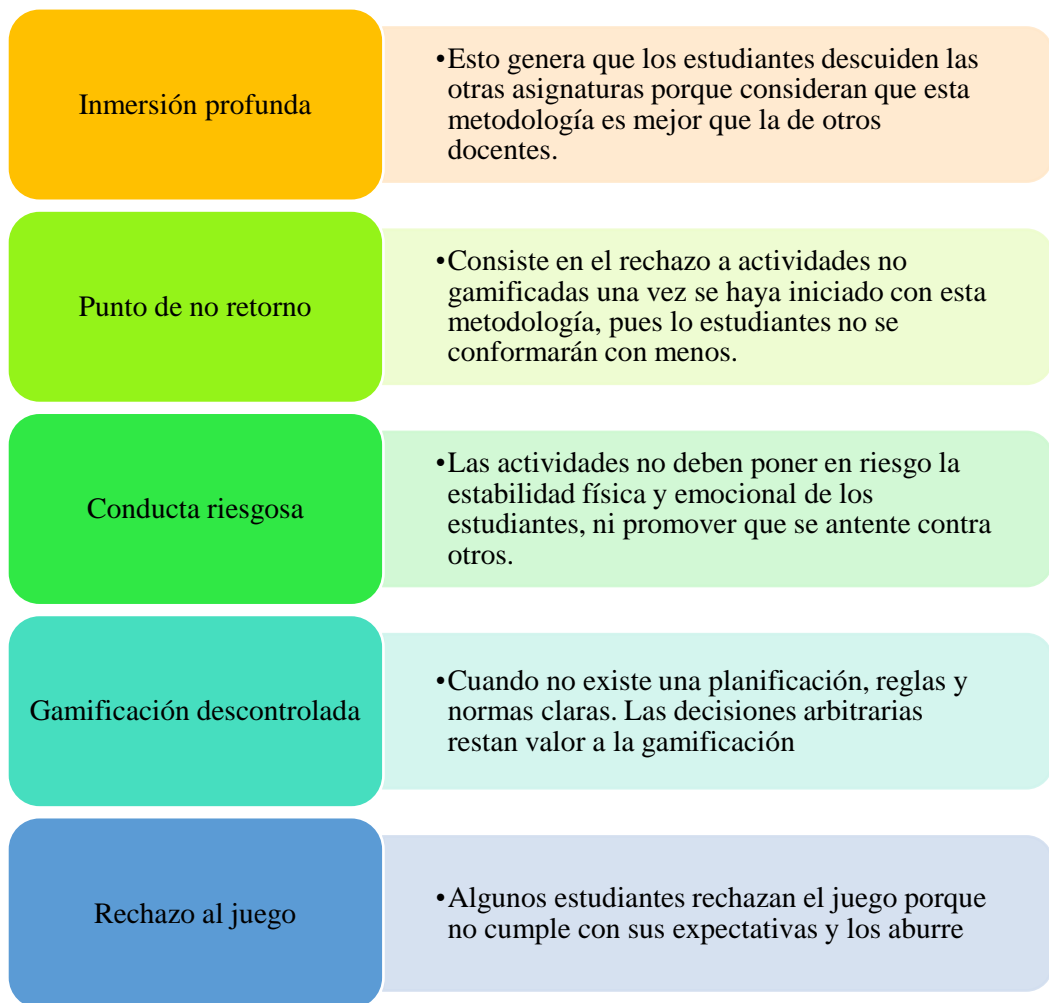 Inmersión profunda
•Esto genera que los estudiantes descuiden las
otras asignaturas porque consideran que esta
metodología es mejor que la de otros
docentes.
Punto de no retorno
•Consiste en el rechazo a actividades no
gamificadas una vez se haya iniciado con esta
metodología, pues lo estudiantes no se
conformarán con menos.
Conducta riesgosa
•Las actividades no deben poner en riesgo la
estabilidad física y emocional de los
estudiantes, ni promover que se antente contra
otros.
Gamificación descontrolada
•Cuando no existe una planificación, reglas y
normas claras. Las decisiones arbitrarias
restan valor a la gamificación
Rechazo al juego
•Algunos estudiantes rechazan el juego porque
no cumple con sus expectativas y los aburre